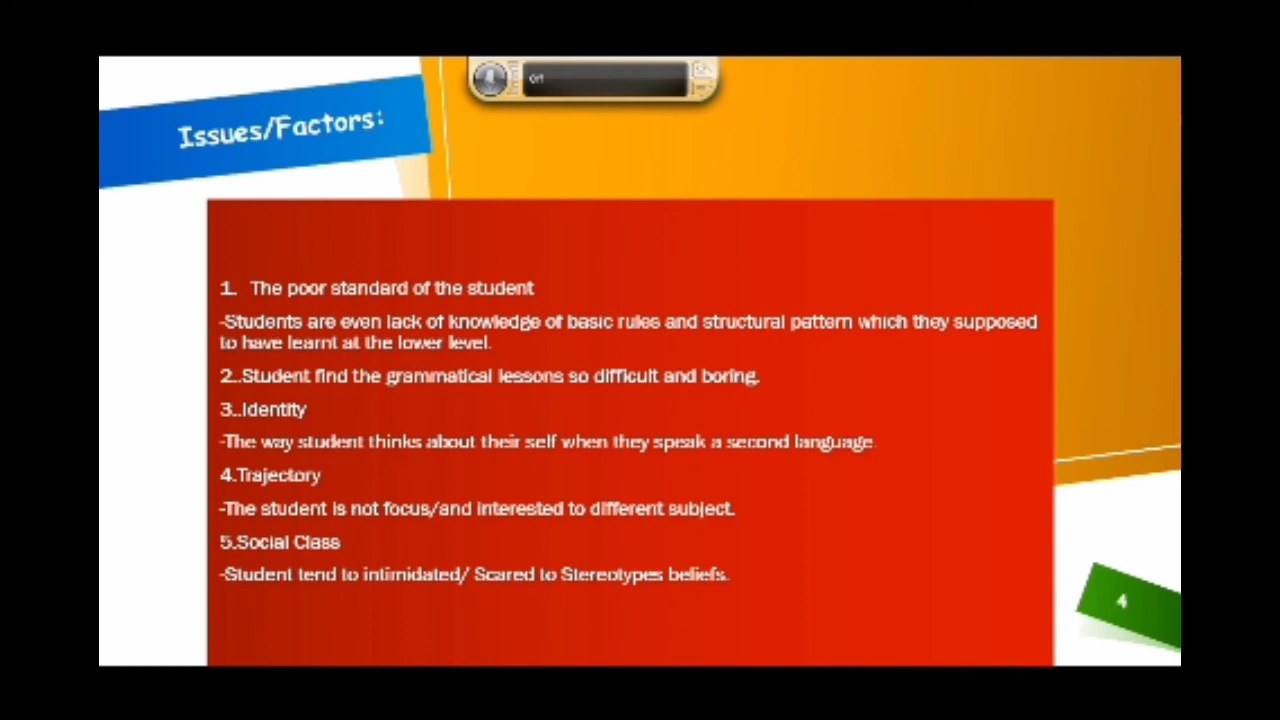 Off
Issues/Factors:
1. The poor standard of the student
-Students are even lack of knowledge of basic rules and structural pattern which they supposed
to have learnt at the lower level.
2..Student find the grammatical lessons so difficult and boring.
3..Identity
-The way student thinks about their self when they speak a second language.
4.Trajectory
-The student is not focus/and interested to different subject.
5.Social Class
-Student tend to intimidated/ Scared to Stereotypes beliefs.
4